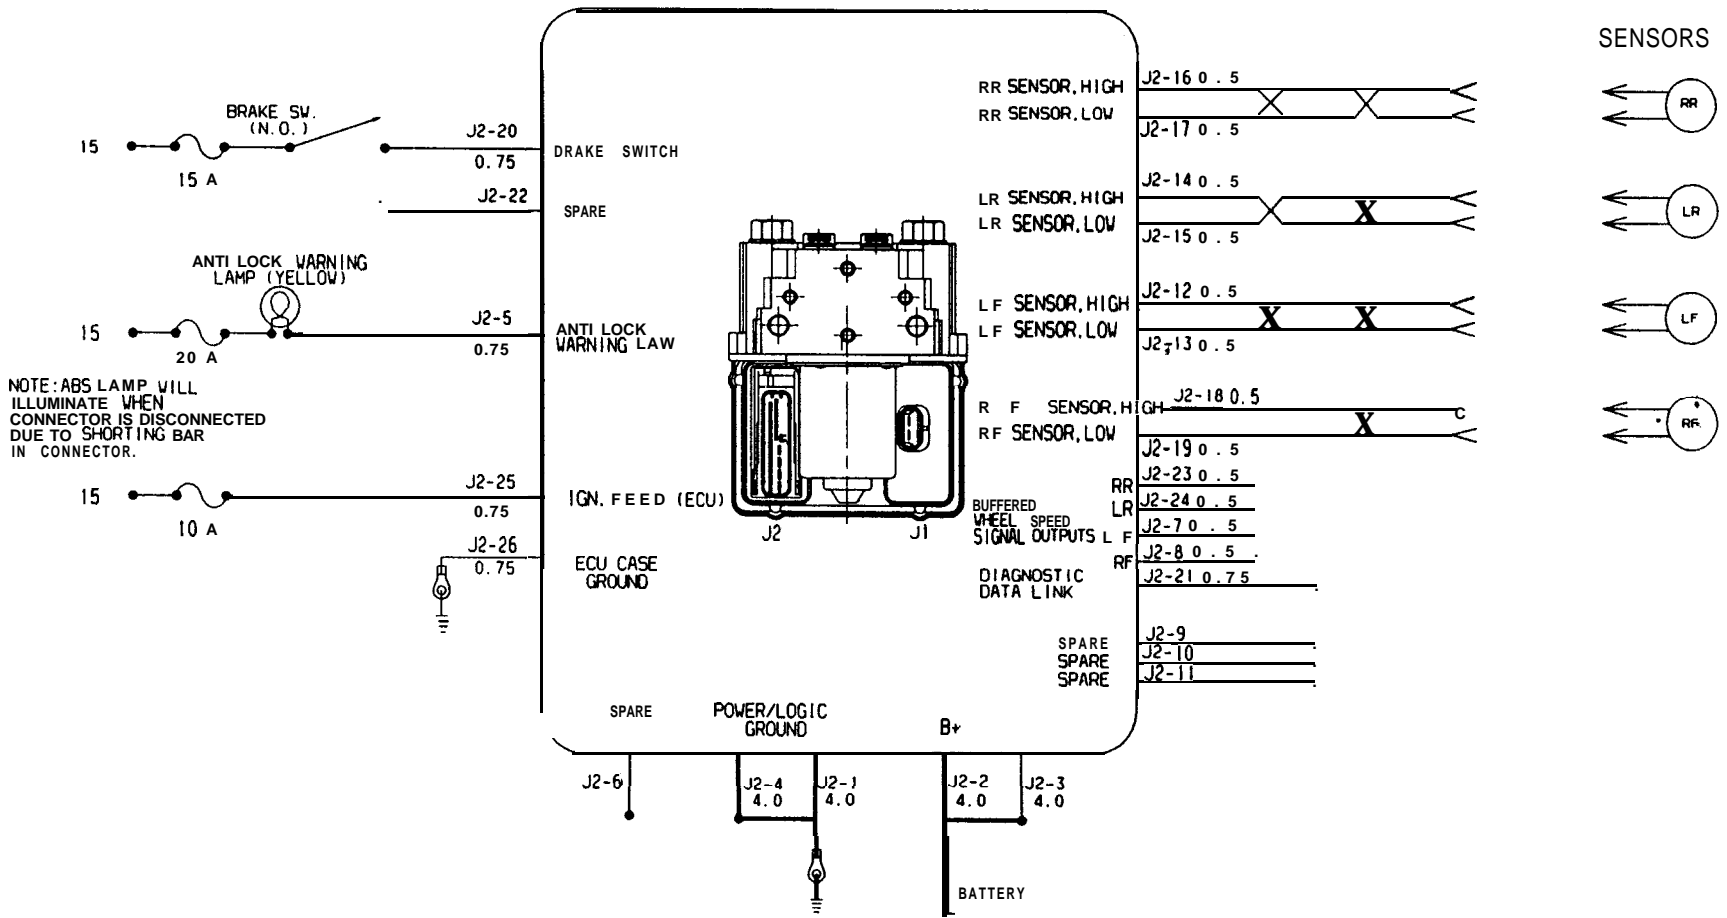 SENSORS
BRAKE SW.
(N.O.)
15
15 A
J2-20
0.75
DRAKE SWITCH
J2-22
SPARE
ANTI LOCK WARNING
LAMP (YELLOW)
15
20 A
J2-5
0.75
ANTI LOCK
WARNING LAW
NOTE: ABS LAMP WILL
ILLUMINATE WHEN
CONNECTOR IS DISCONNECTED
DUE TO SHORTING BAR
IN CONNECTOR.
15
10 A
J2-25
0.75
IGN. FEED (ECU)
J2-26
0.75
ECU CASE
GROUND
J2
J1
RR SENSOR, HIGH
J2-16 0.5
RR SENSOR, LOW
J2-17 0.5
RR
LR SENSOR, HIGH
J2-14 0.5
LR SENSOR, LOW
J2-15 0.5
X
LR
LF SENSOR, HIGH
J2-12 0.5
LF SENSOR, LOW
J2-13 0.5
X X
LF
R F SENSOR, HIGH
J2-18 0.5
C
RF SENSOR, LOW
J2-19 0.5
X
RF
BUFFERED
WHEEL SPEED
SIGNAL OUTPUTS
RR
J2-23 0.5
LR
J2-24 0.5
L F
J2-7 0.5
RF
J2-8 0.5
DIAGNOSTIC
DATA LINK
J2-21 0.75
SPARE
J2-9
SPARE
J2-10
SPARE
J2-11
SPARE
POWER/LOGIC
GROUND
B+
J2-6
J2-4
4.0
J2-1
4.0
J2-2
4.0
J2-3
4.0
BATTERY